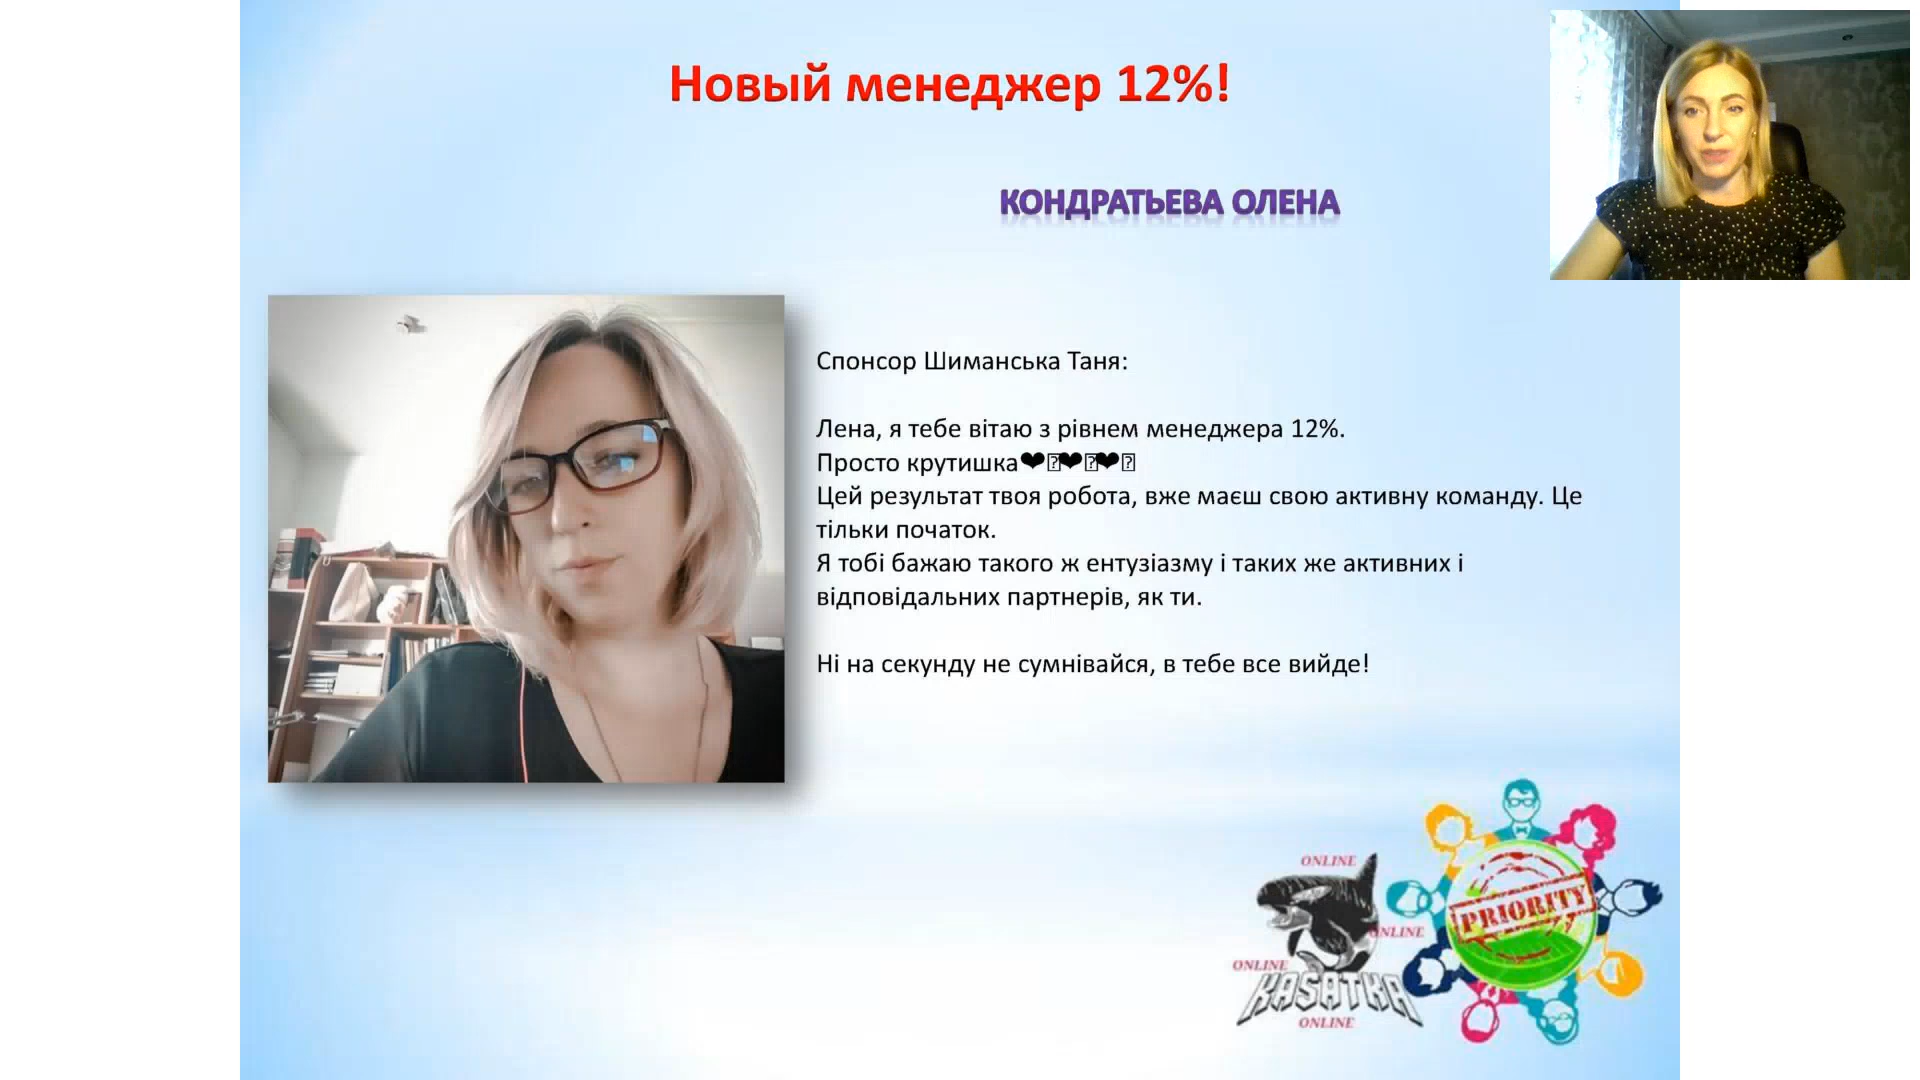 Новый менеджер 12%!
КОНДРАТЬЕВА ОЛЕНА
Спонсор Шиманська Таня:
Лена, я тебе вітаю з рівнем менеджера 12%.
Просто крутишка❤❤❤
Цей результат твоя робота, вже маєш свою активну команду. Це
тільки початок.
Я тобі бажаю такого ж ентузіазму і таких же активних і
відповідальних партнерів, як ти.
Ні на секунду не сумнівайся, в тебе все вийде!
ONLINE
PRIORITY
ONLINE
ONLINE
KASATKA
ONLINE